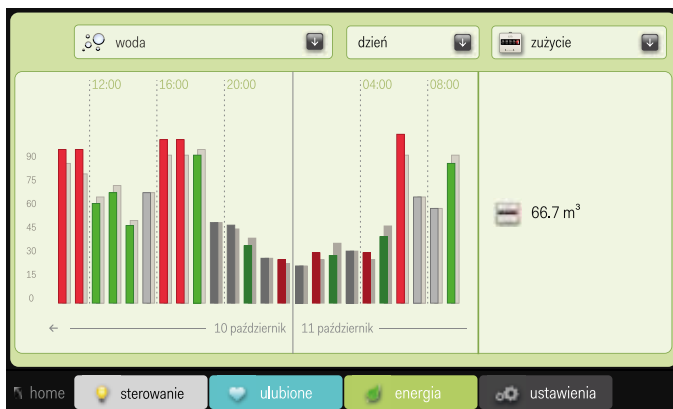 woda
dzień
zużycie
12:00 16:00 20:00 04:00 08:00
90
75
60
45
30
15
0
66.7 m³
← 10 październik 11 październik
home sterowanie ulubione energia ustawienia